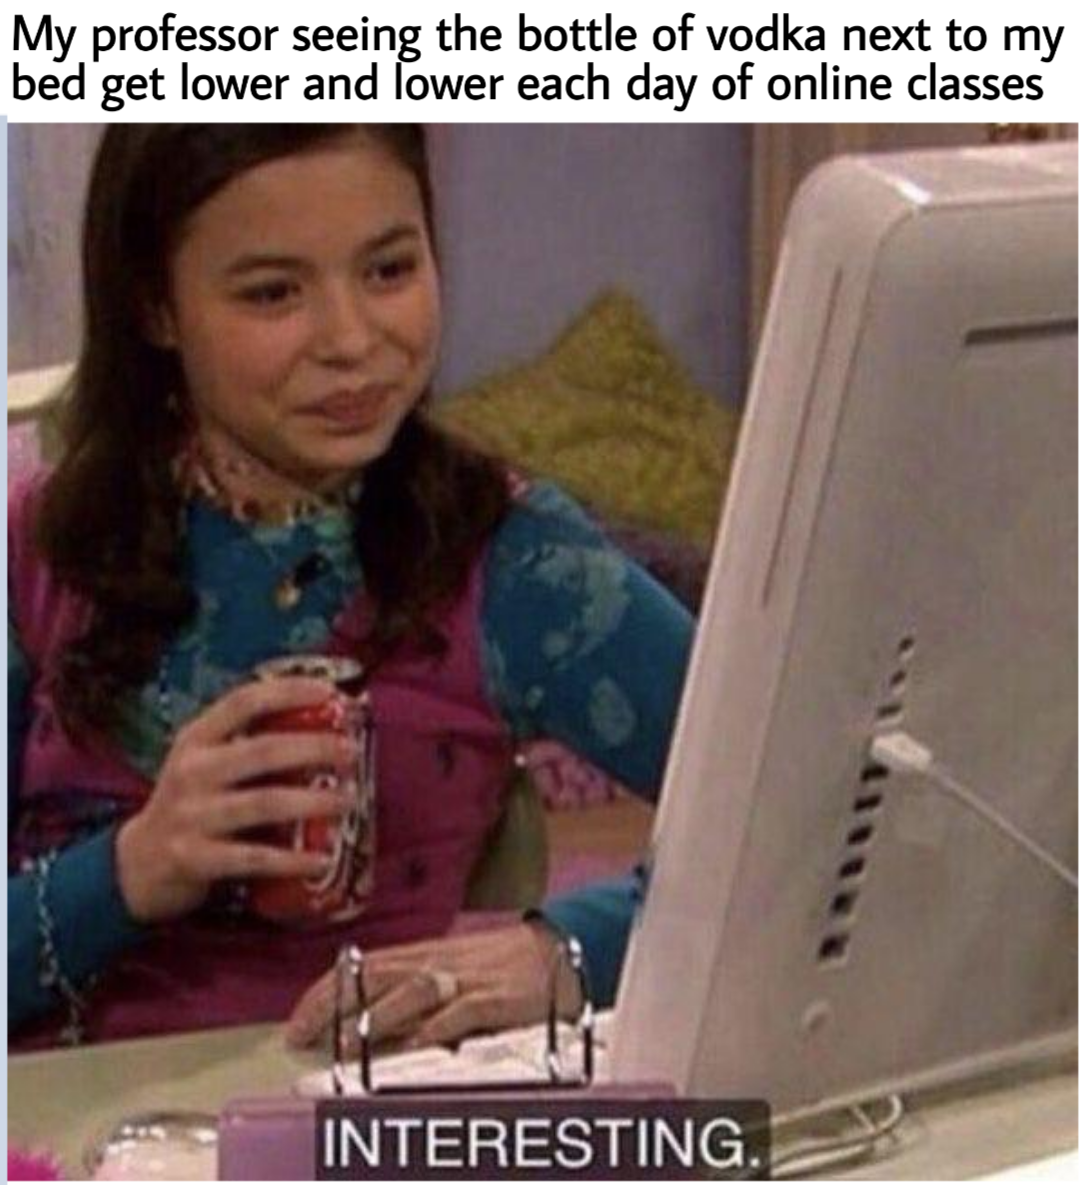 My professor seeing the bottle of vodka next to my
bed get lower and lower each day of online classes
INTERESTING.